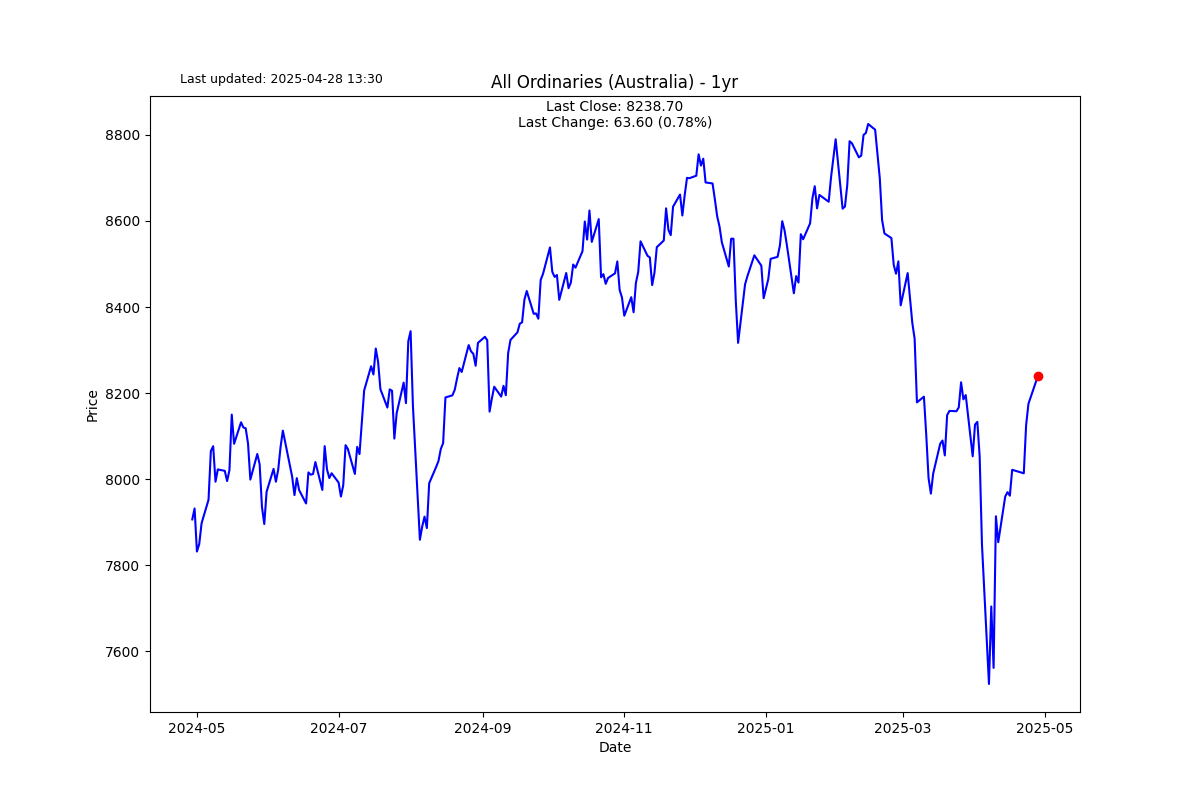 Last updated: 2025-04-28 13:30
All Ordinaries (Australia) - 1yr
Last Close: 8238.70
Last Change: 63.60 (0.78%)
8800
8600
8400
8200
8000
7800
7600
Price
2024-05
2024-07
2024-09
2024-11
2025-01
2025-03
2025-05
Date